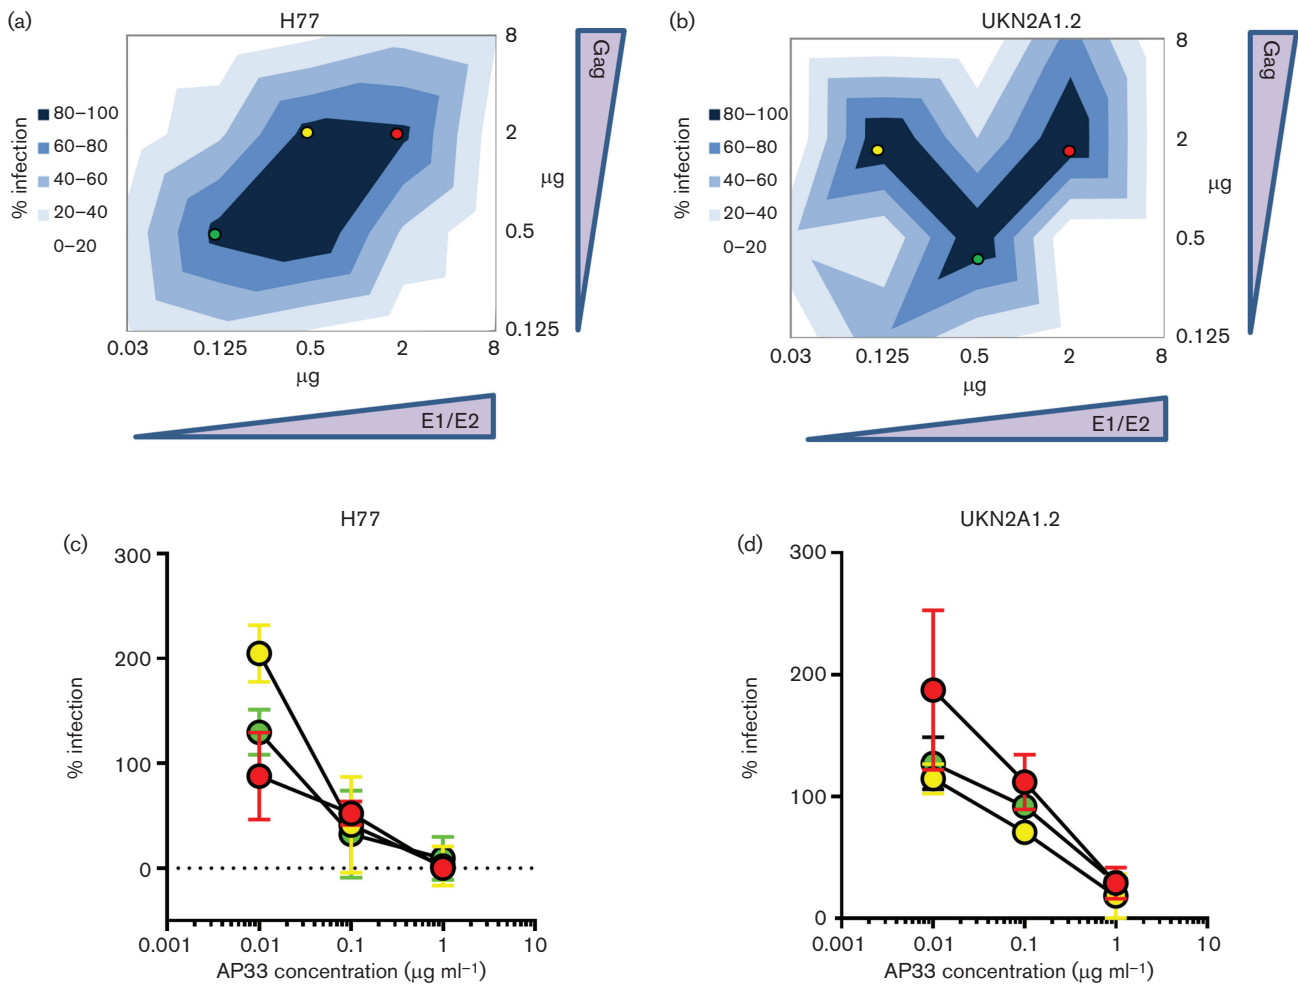 (a)
H77
% infection
80–100
60–80
40–60
20–40
0–20
8
2
μg
0.5
0.125
Gag
0.03 0.125 0.5 2 8
μg
E1/E2
(b)
UKN2A1.2
% infection
80–100
60–80
40–60
20–40
0–20
8
2
μg
0.5
0.125
Gag
0.03 0.125 0.5 2 8
μg
E1/E2
(c)
H77
% infection
300
200
100
0
0.001 0.01 0.1 1 10
AP33 concentration (μg ml⁻¹)
(d)
UKN2A1.2
% infection
300
200
100
0
0.001 0.01 0.1 1 10
AP33 concentration (μg ml⁻¹)